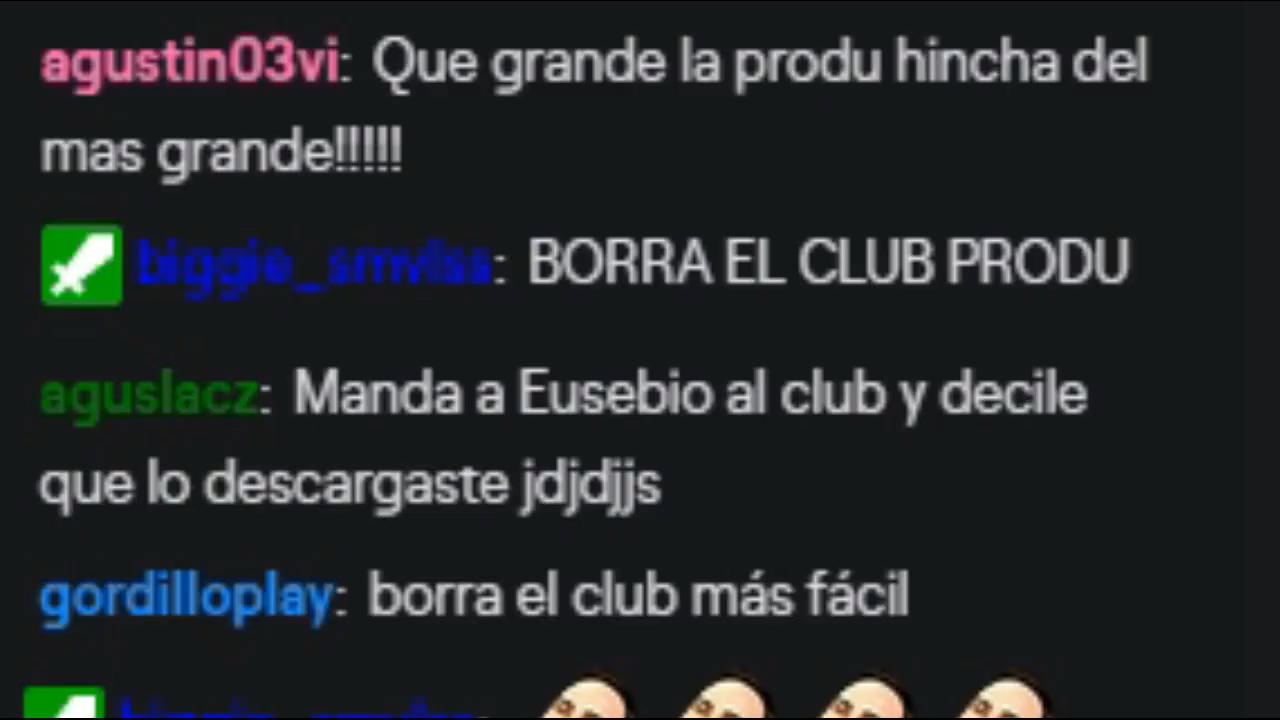 agustin03vi: Que grande la produ hincha del
mas grande!!!!!
biggie_smvlss: BORRA EL CLUB PRODU
aguslacz: Manda a Eusebio al club y decile
que lo descargaste jdjdjjs
gordilloplay: borra el club más fácil